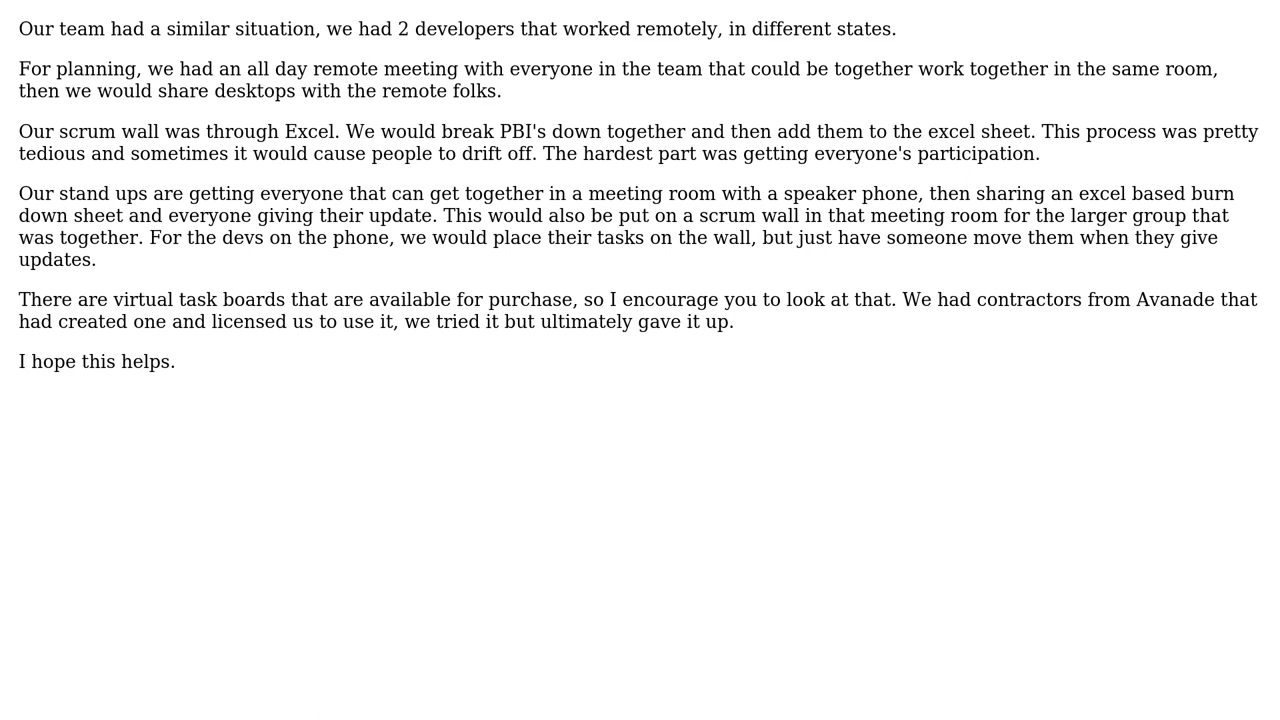 Our team had a similar situation, we had 2 developers that worked remotely, in different states.
For planning, we had an all day remote meeting with everyone in the team that could be together work together in the same room,
then we would share desktops with the remote folks.
Our scrum wall was through Excel. We would break PBI's down together and then add them to the excel sheet. This process was pretty
tedious and sometimes it would cause people to drift off. The hardest part was getting everyone's participation.
Our stand ups are getting everyone that can get together in a meeting room with a speaker phone, then sharing an excel based burn
down sheet and everyone giving their update. This would also be put on a scrum wall in that meeting room for the larger group that
was together. For the devs on the phone, we would place their tasks on the wall, but just have someone move them when they give
updates.
There are virtual task boards that are available for purchase, so I encourage you to look at that. We had contractors from Avanade that
had created one and licensed us to use it, we tried it but ultimately gave it up.
I hope this helps.